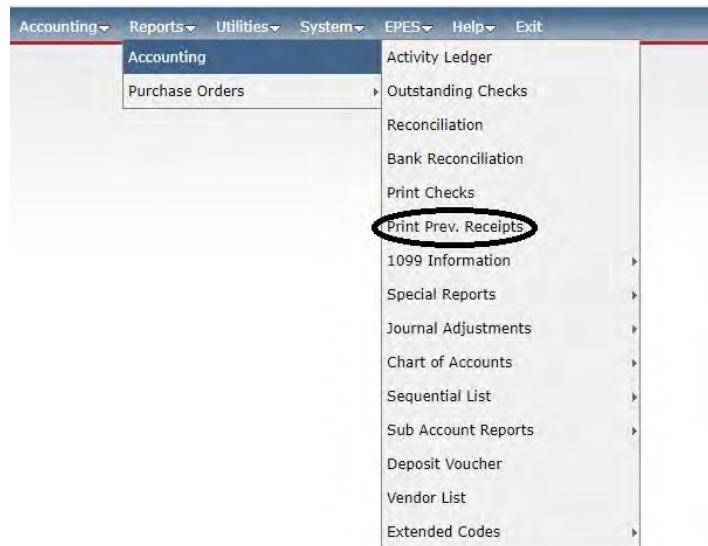 Accounting Reports Utilities System EPES Help Exit
Accounting
Purchase Orders
Activity Ledger
Outstanding Checks
Reconciliation
Bank Reconciliation
Print Checks
Print Prev. Receipts
1099 Information
Special Reports
Journal Adjustments
Chart of Accounts
Sequential List
Sub Account Reports
Deposit Voucher
Vendor List
Extended Codes